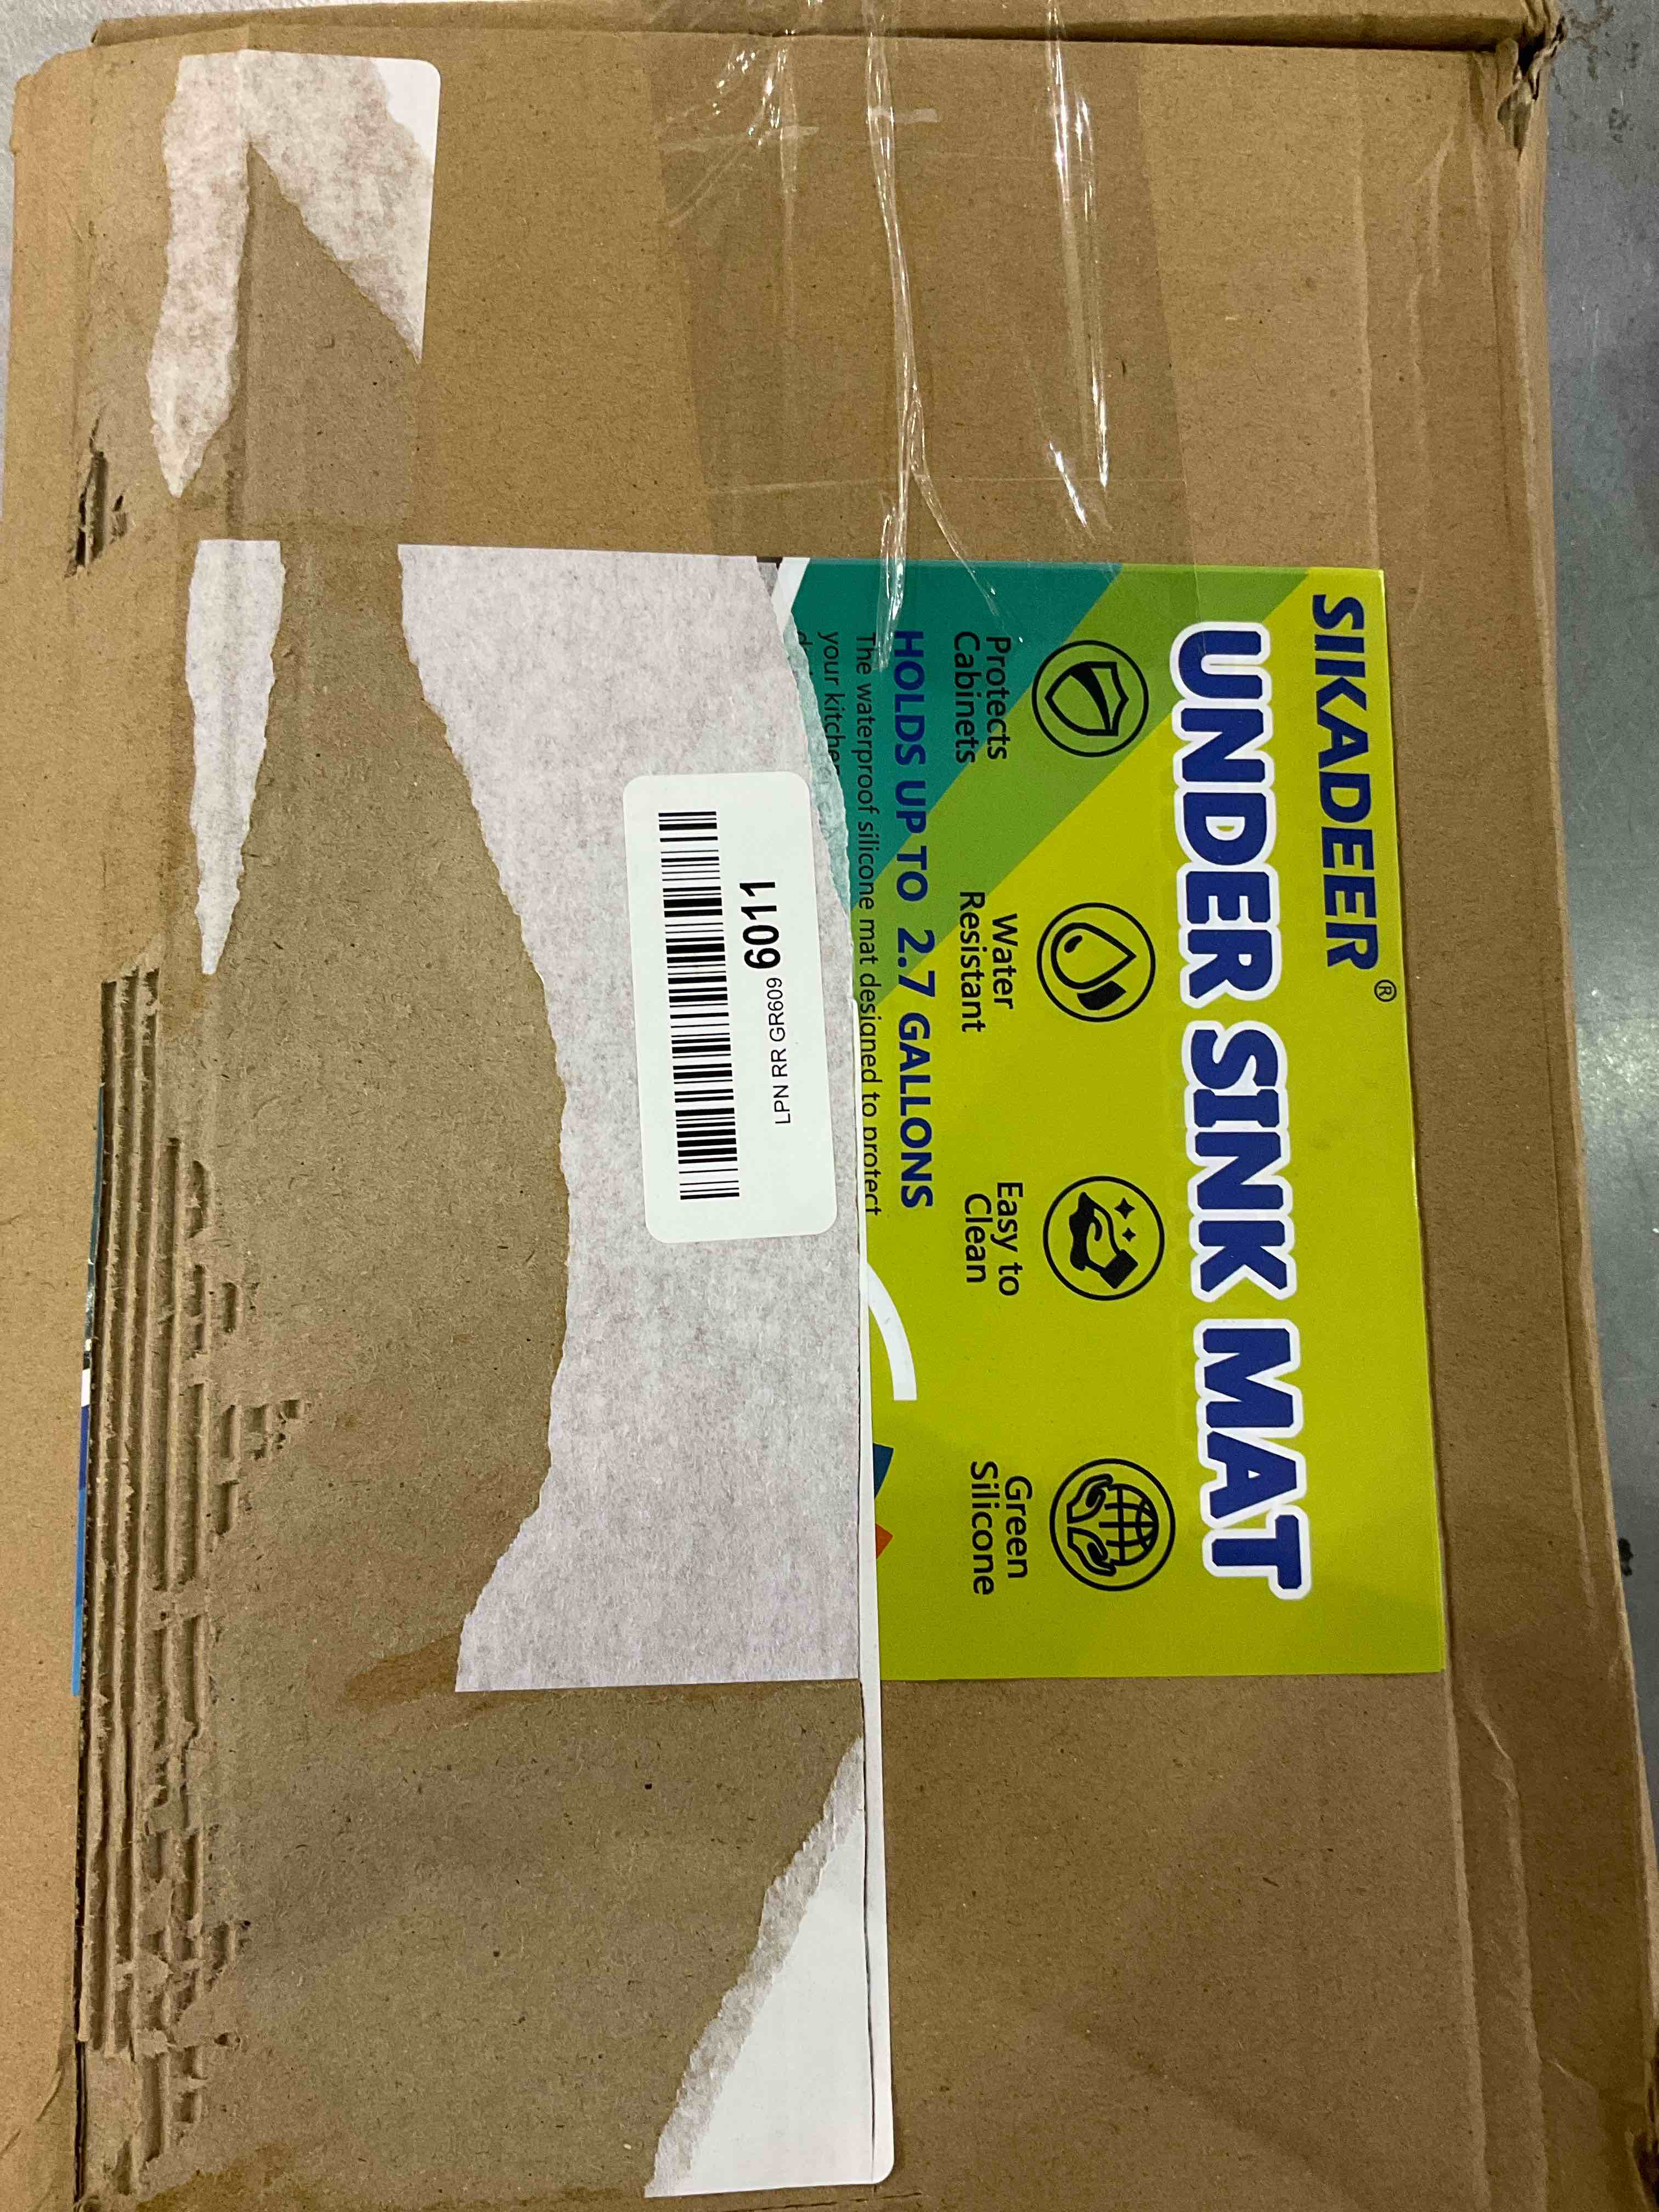 SIKADEER®
UNDER SINK MAT
Protects
Cabinets
Water
Resistant
Easy to
Clean
Green
Silicone
HOLDS UP TO 2.7 GALLONS
The waterproof silicone mat designed to protect
your kitchen
LPN RR GR609 6011